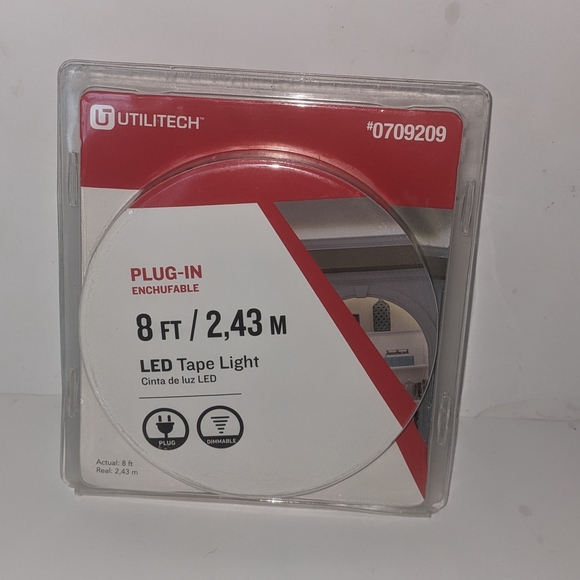 UTILITECH™
#0709209
PLUG-IN
ENCHUFABLE
8 FT / 2,43 M
LED Tape Light
Cinta de luz LED
PLUG
DIMMABLE
Actual: 8 ft
Real: 2,43 m